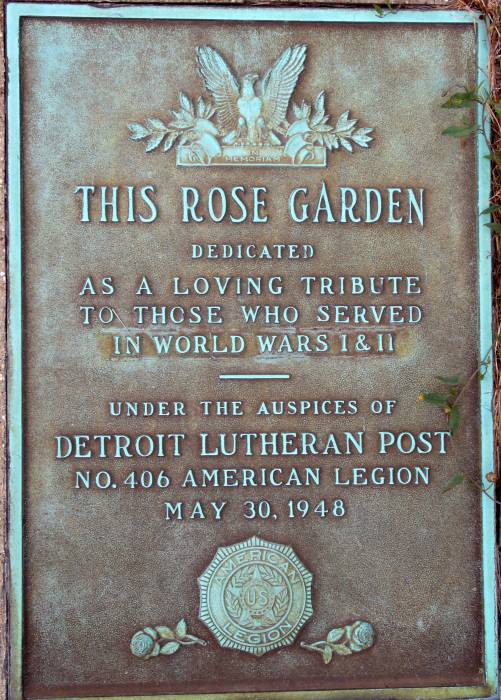 IN
MEMORIAM
THIS ROSE GARDEN
DEDICATED
AS A LOVING TRIBUTE
TO THOSE WHO SERVED
IN WORLD WARS I & II
UNDER THE AUSPICES OF
DETROIT LUTHERAN POST
NO. 406 AMERICAN LEGION
MAY 30, 1948
AMERICAN
US
LEGION